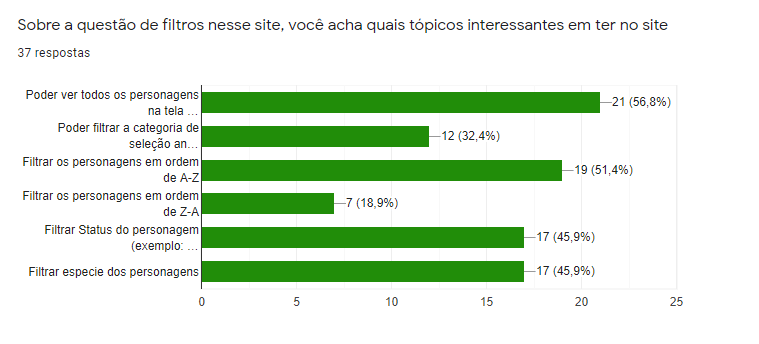 Sobre a questão de filtros nesse site, você acha quais tópicos interessantes em ter no site
37 respostas
Poder ver todos os personagens
na tela …
21 (56,8%)
Poder filtrar a categoria de
seleção an…
12 (32,4%)
Filtrar os personagens em ordem
de A-Z
19 (51,4%)
Filtrar os personagens em ordem
de Z-A
7 (18,9%)
Filtrar Status do personagem
(exemplo: …
17 (45,9%)
Filtrar especie dos personagens
17 (45,9%)
0 5 10 15 20 25